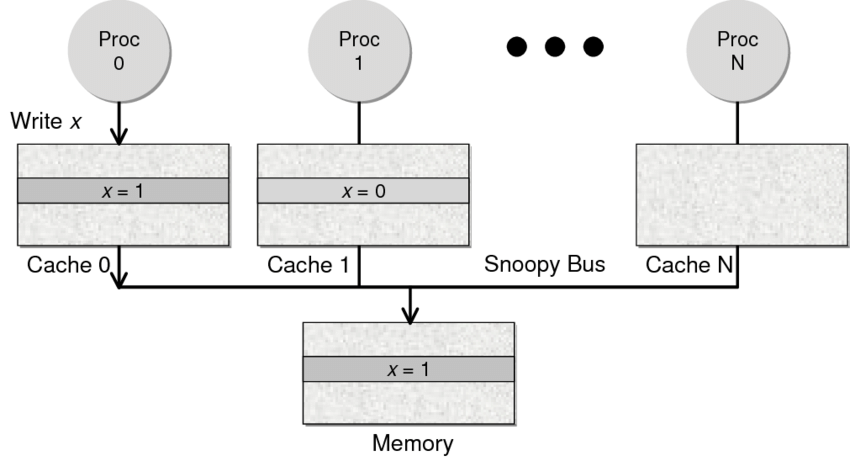 Proc
0
Proc
1
Proc
N
Write x
x = 1
x = 0
Cache 0
Cache 1
Snoopy Bus
Cache N
x = 1
Memory